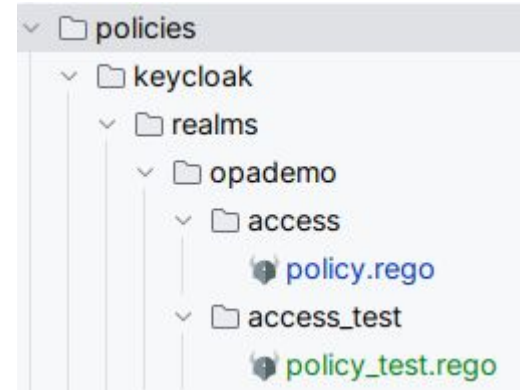 policies
keycloak
realms
opademo
access
policy.rego
access_test
policy_test.rego